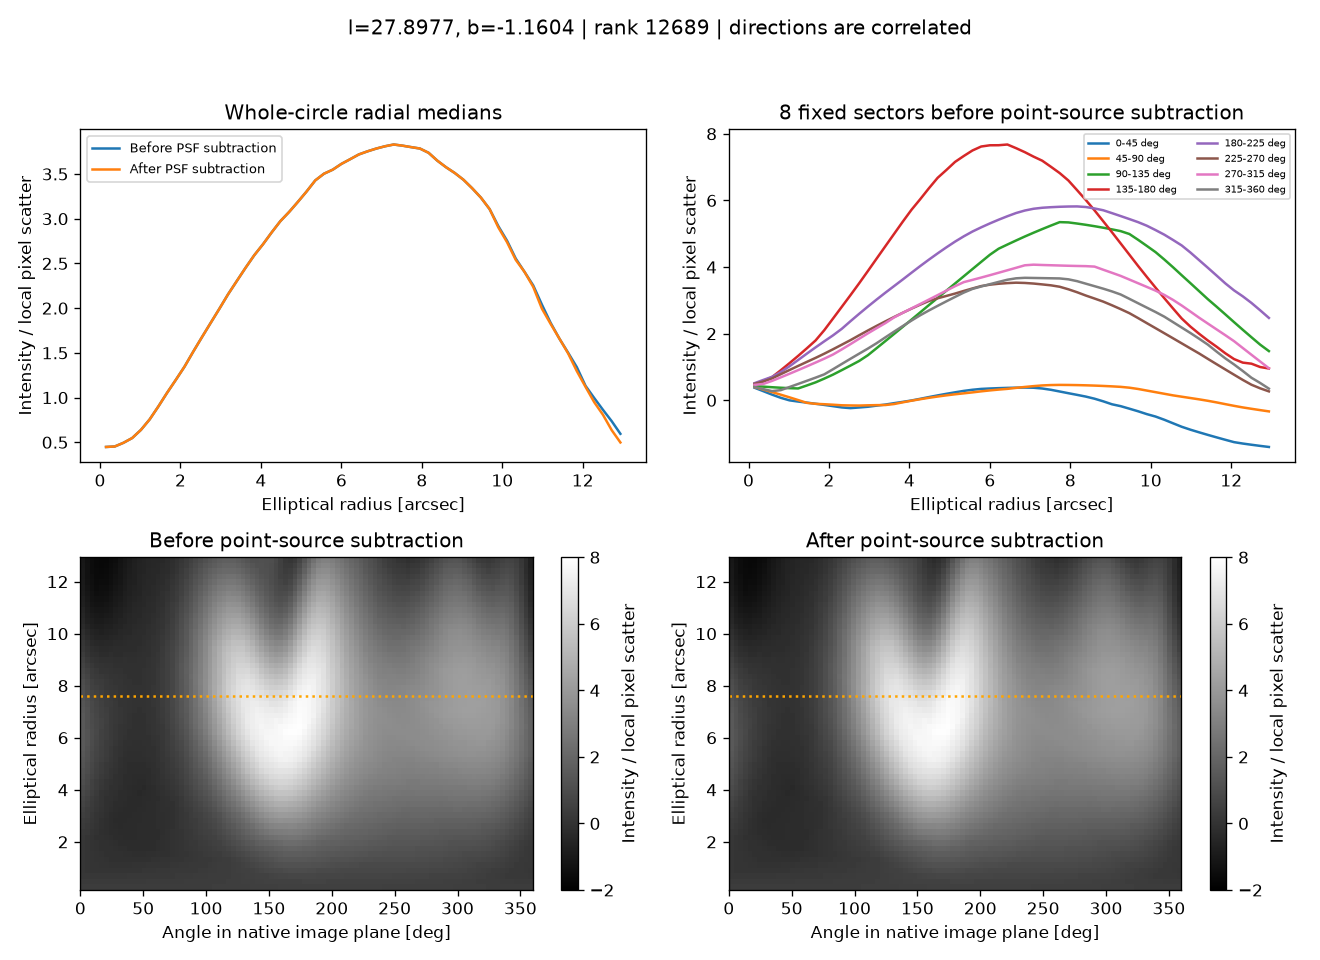 l=27.8977, b=-1.1604 | rank 12689 | directions are correlated
Whole-circle radial medians
Intensity / local pixel scatter
3.5
3.0
2.5
2.0
1.5
1.0
0.5
Before PSF subtraction
After PSF subtraction
0 2 4 6 8 10 12
Elliptical radius [arcsec]
8 fixed sectors before point-source subtraction
Intensity / local pixel scatter
8
6
4
2
0
0-45 deg
45-90 deg
90-135 deg
135-180 deg
180-225 deg
225-270 deg
270-315 deg
315-360 deg
0 2 4 6 8 10 12
Elliptical radius [arcsec]
Before point-source subtraction
Elliptical radius [arcsec]
12
10
8
6
4
2
0 50 100 150 200 250 300 350
Angle in native image plane [deg]
8
6
4
2
0
−2
Intensity / local pixel scatter
After point-source subtraction
Elliptical radius [arcsec]
12
10
8
6
4
2
0 50 100 150 200 250 300 350
Angle in native image plane [deg]
8
6
4
2
0
−2
Intensity / local pixel scatter